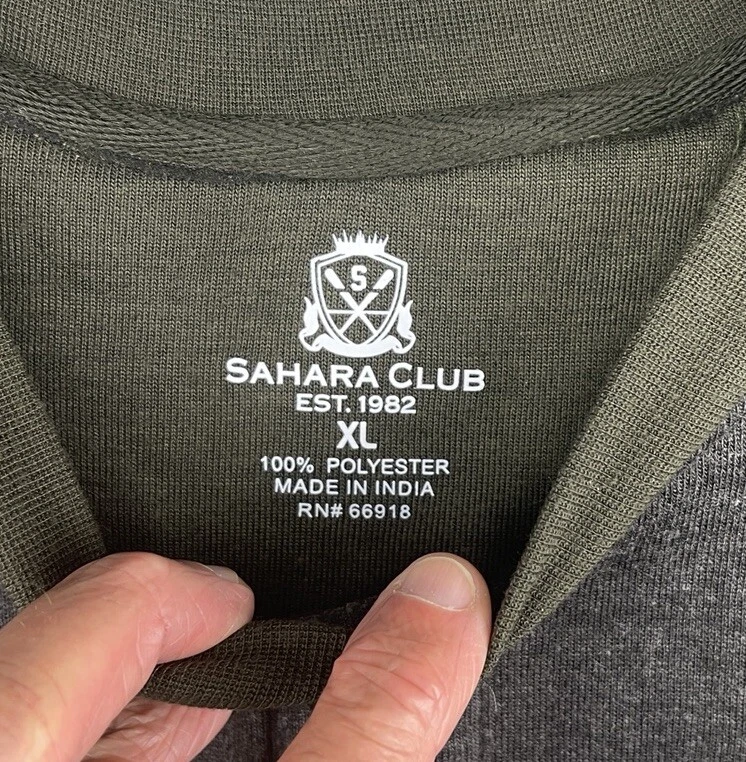 S
SAHARA CLUB
EST. 1982
XL
100% POLYESTER
MADE IN INDIA
RN# 66918